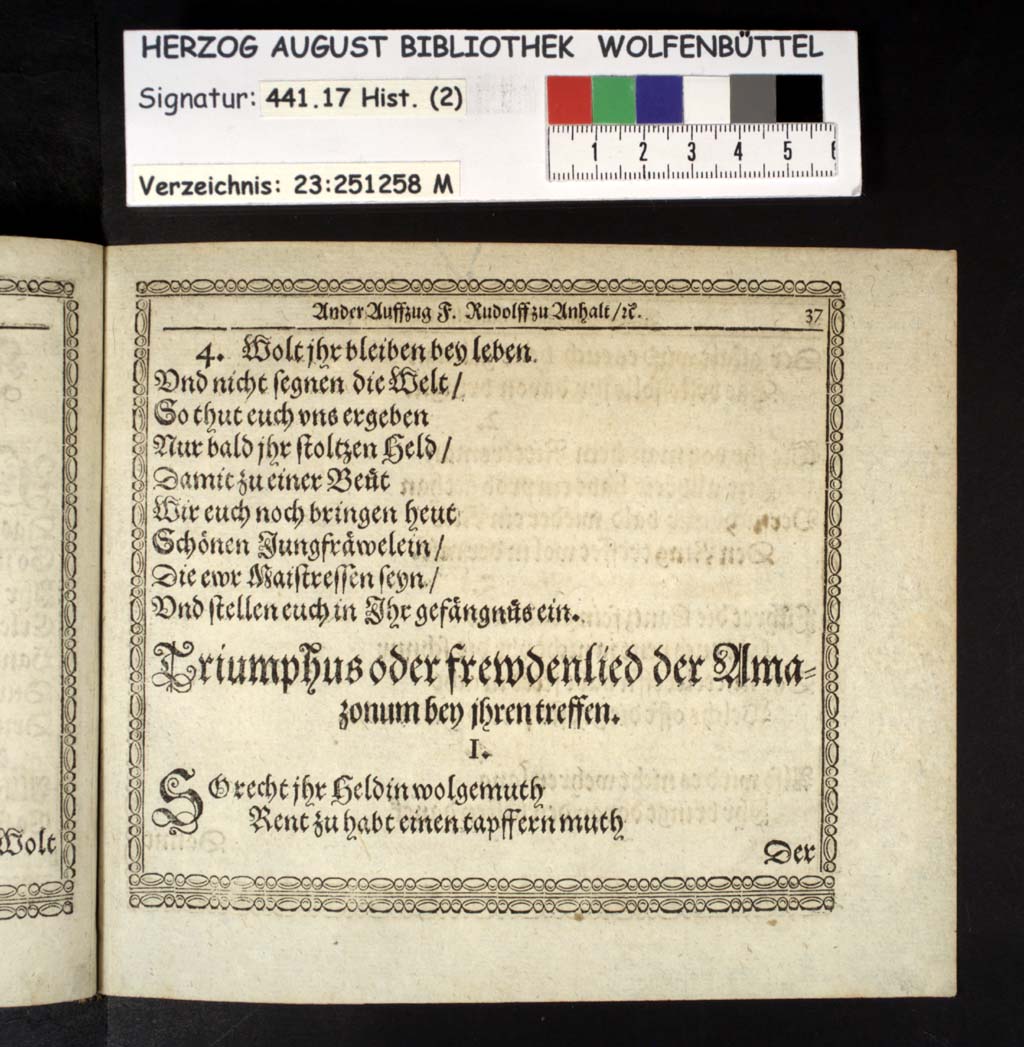 HERZOG AUGUST BIBLIOTHEK WOLFENBÜTTEL
Signatur: 441.17 Hist. (2)
Verzeichnis: 23:251258 M
1 2 3 4 5 6
Wolt
Ander Auffzug F. Rudolff zu Anhalt/ꝛc. 37
4. Wolt jhr bleiben bey leben.
Vnd nicht segnen die Welt/
So thut euch vns ergeben
Nur bald jhr stoltzen Held/
Damit zu einer Beüt
Wir euch noch bringen heut
Schönen Jungfräwelein/
Die ewr Maistressen seyn/
Vnd stellen euch in Jhr gefängnüs ein.
Triumphus oder frewdenlied der Ama-
zonum bey jhren treffen.
I.
SO recht jhr Heldin wolgemuth
Rent zu habt einen tapffern muth
Der